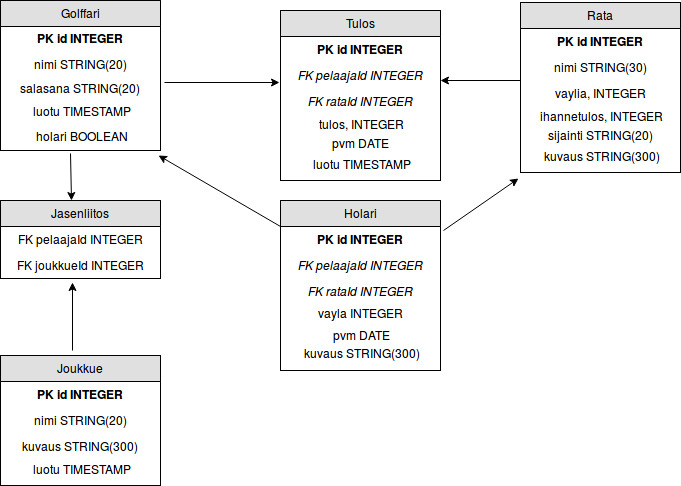 Golffari
PK id INTEGER
nimi STRING(20)
salasana STRING(20)
luotu TIMESTAMP
holari BOOLEAN
Tulos
PK id INTEGER
FK pelaajaId INTEGER
FK rataId INTEGER
tulos, INTEGER
pvm DATE
luotu TIMESTAMP
Rata
PK id INTEGER
nimi STRING(30)
vaylia, INTEGER
ihannetulos, INTEGER
sijainti STRING(20)
kuvaus STRING(300)
Jasenliitos
FK pelaajaId INTEGER
FK joukkueId INTEGER
Holari
PK id INTEGER
FK pelaajaId INTEGER
FK rataId INTEGER
vayla INTEGER
pvm DATE
kuvaus STRING(300)
Joukkue
PK id INTEGER
nimi STRING(20)
kuvaus STRING(300)
luotu TIMESTAMP